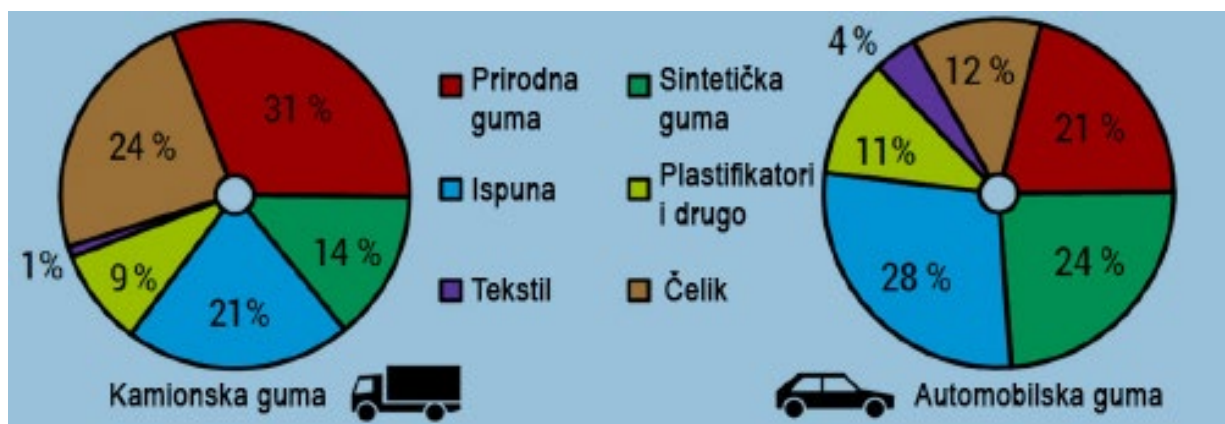 31 %
24 %
1%
9 %
21%
14 %
Kamionska guma
Prirodna
guma
Sintetička
guma
Ispuna
Plastifikatori
i drugo
Tekstil
Čelik
4 %
12 %
21 %
11%
28 %
24 %
Automobilska guma